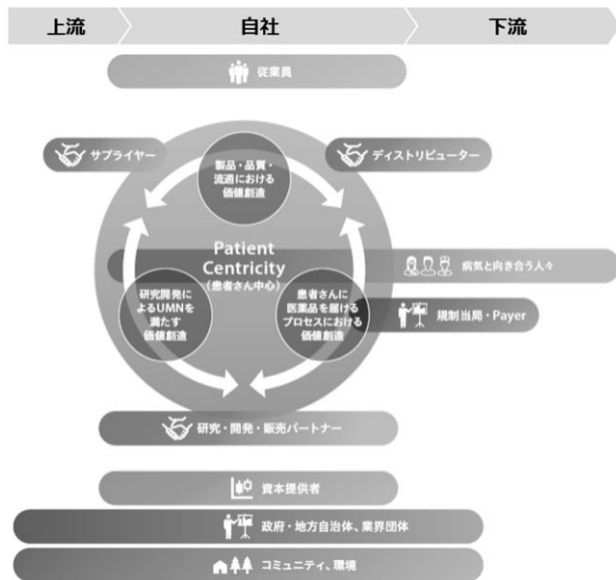 上流
自社
下流
従業員
サプライヤー
ディストリビューター
製品・品質・
流通における
価値創造
Patient
Centricity
(患者さん中心)
病気と向き合う人々
研究開発に
よるUMNを
満たす
価値創造
患者さんに
医薬品を届ける
プロセスにおける
価値創造
規制当局・Payer
研究・開発・販売パートナー
資本提供者
政府・地方自治体、業界団体
コミュニティ、環境